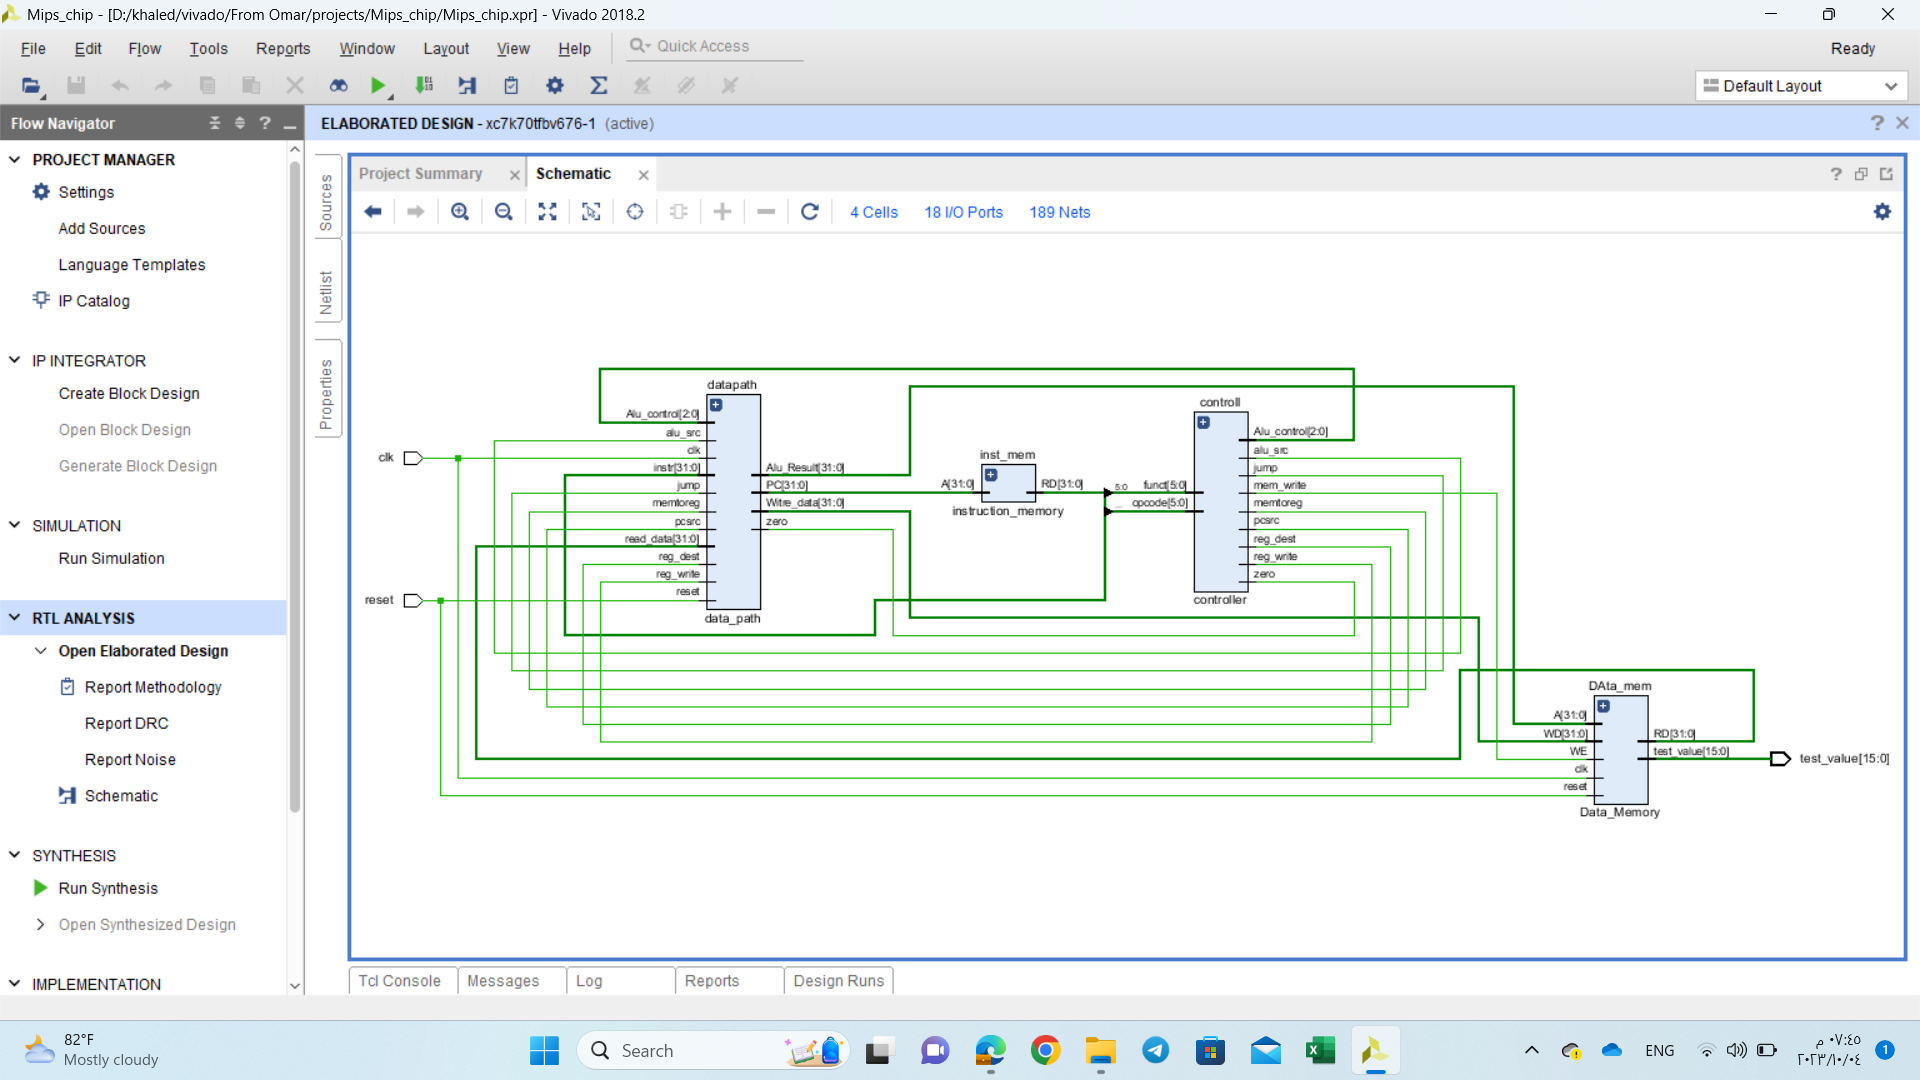 Mips_chip - [D:/khaled/vivado/From Omar/projects/Mips_chip/Mips_chip.xpr] - Vivado 2018.2
File Edit Flow Tools Reports Window Layout View Help Quick Access Ready
Default Layout
Flow Navigator
ELABORATED DESIGN - xc7k70tfbv676-1 (active)
PROJECT MANAGER
Settings
Add Sources
Language Templates
IP Catalog
IP INTEGRATOR
Create Block Design
Open Block Design
Generate Block Design
SIMULATION
Run Simulation
RTL ANALYSIS
Open Elaborated Design
Report Methodology
Report DRC
Report Noise
Schematic
SYNTHESIS
Run Synthesis
Open Synthesized Design
IMPLEMENTATION
Sources
Netlist
Properties
Project Summary
Schematic
4 Cells 18 I/O Ports 189 Nets
clk
reset
datapath
Alu_control[2:0]
alu_src
clk
instr[31:0]
jump
memtoreg
pcsrc
read_data[31:0]
reg_dest
reg_write
reset
Alu_Result[31:0]
PC[31:0]
Witre_data[31:0]
zero
data_path
inst_mem
A[31:0]
RD[31:0]
instruction_memory
5:0
...
controll
funct[5:0]
opcode[5:0]
Alu_control[2:0]
alu_src
jump
mem_write
memtoreg
pcsrc
reg_dest
reg_write
zero
controller
DAta_mem
A[31:0]
WD[31:0]
WE
clk
reset
RD[31:0]
test_value[15:0]
Data_Memory
test_value[15:0]
Tcl Console Messages Log Reports Design Runs
82°F
Mostly cloudy
Search
ENG
٠٧:٤٥ م
٢٠٢٣/١٠/٠٤
1